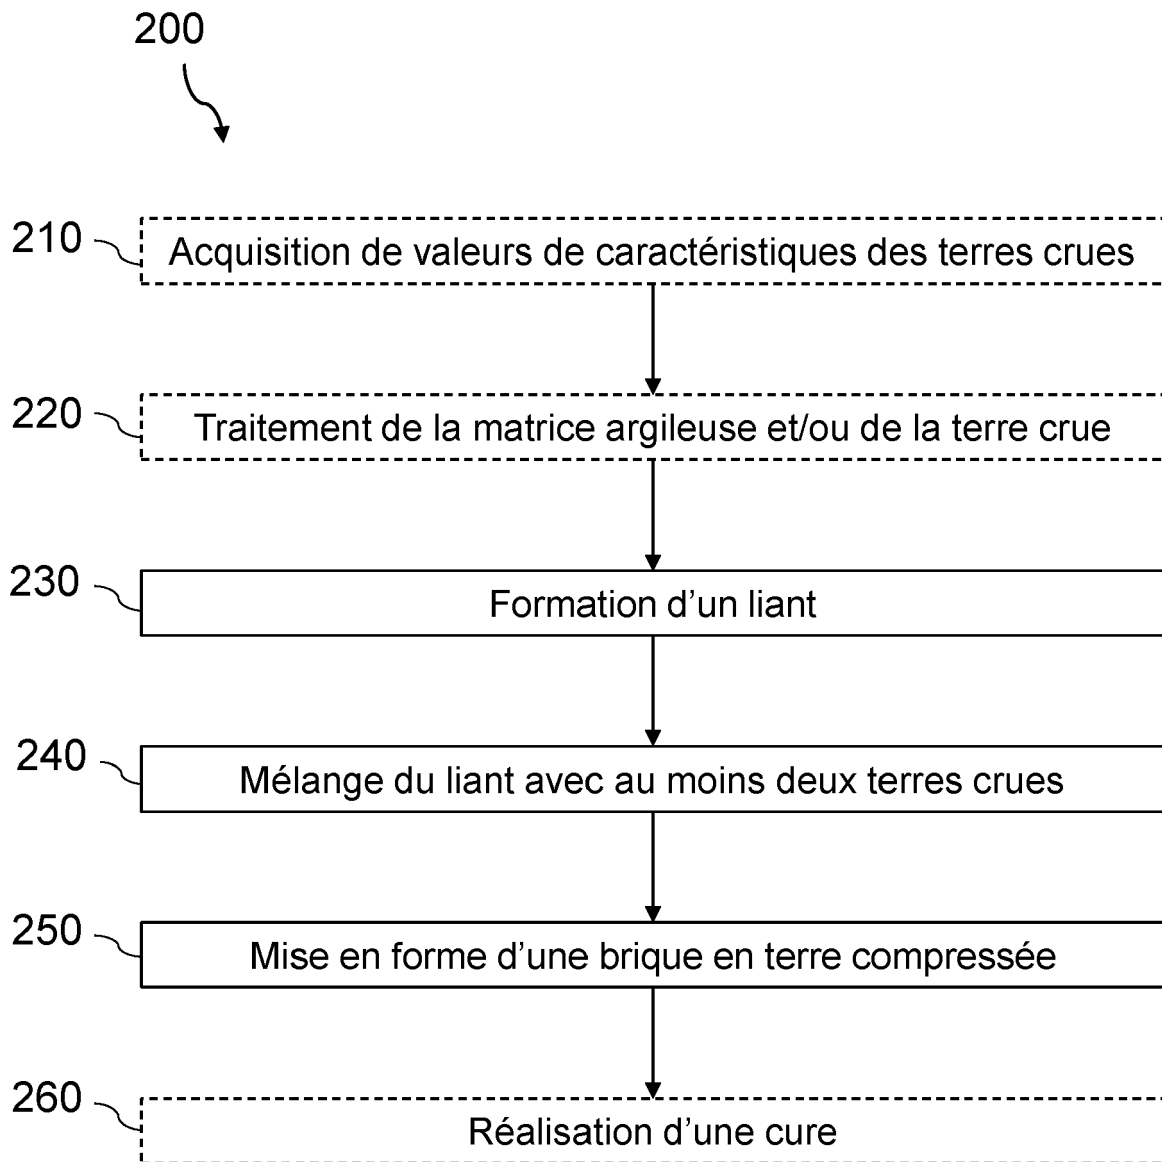 200
210 Acquisition de valeurs de caractéristiques des terres crues
220 Traitement de la matrice argileuse et/ou de la terre crue
230 Formation d'un liant
240 Mélange du liant avec au moins deux terres crues
250 Mise en forme d'une brique en terre compressée
260 Réalisation d'une cure